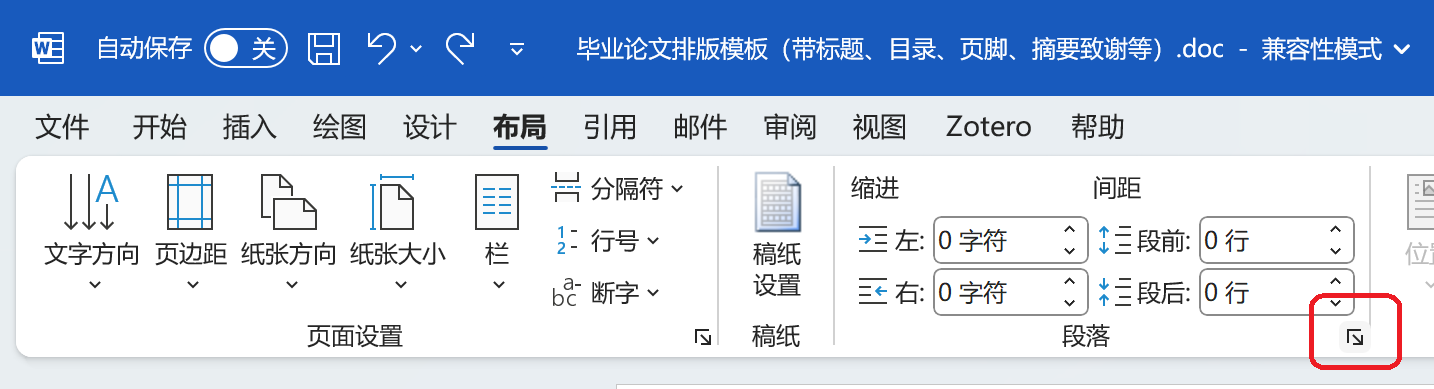 自动保存 关 毕业论文排版模板（带标题、目录、页脚、摘要致谢等）.doc - 兼容性模式
文件 开始 插入 绘图 设计 布局 引用 邮件 审阅 视图 Zotero 帮助
文字方向
页边距
纸张方向
纸张大小
栏
分隔符
行号
断字
页面设置
稿纸
设置
稿纸
缩进 间距
左: 0 字符 段前: 0 行
右: 0 字符 段后: 0 行
段落